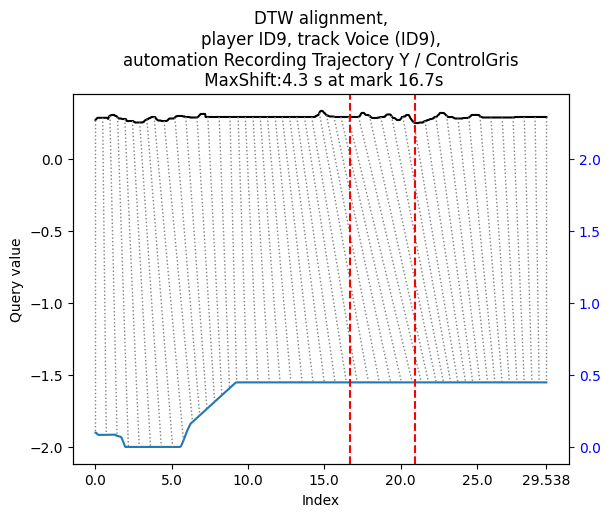 DTW alignment,
player ID9, track Voice (ID9),
automation Recording Trajectory Y / ControlGris
MaxShift:4.3 s at mark 16.7s
Query value
0.0
−0.5
−1.0
−1.5
−2.0
2.0
1.5
1.0
0.5
0.0
0.0 5.0 10.0 15.0 20.0 25.0 29.538
Index